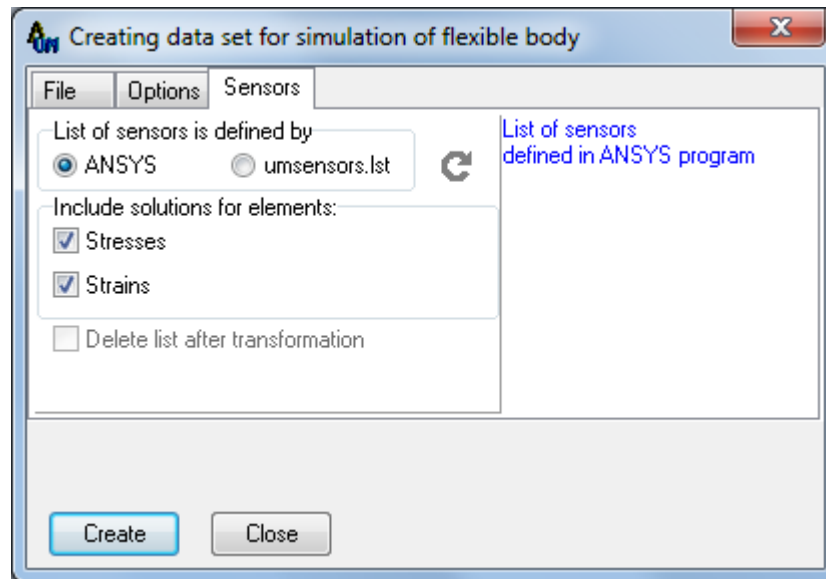 Creating data set for simulation of flexible body
File Options Sensors
List of sensors is defined by
ANSYS umsensors.lst
Include solutions for elements:
Stresses
Strains
Delete list after transformation
List of sensors
defined in ANSYS program
Create Close